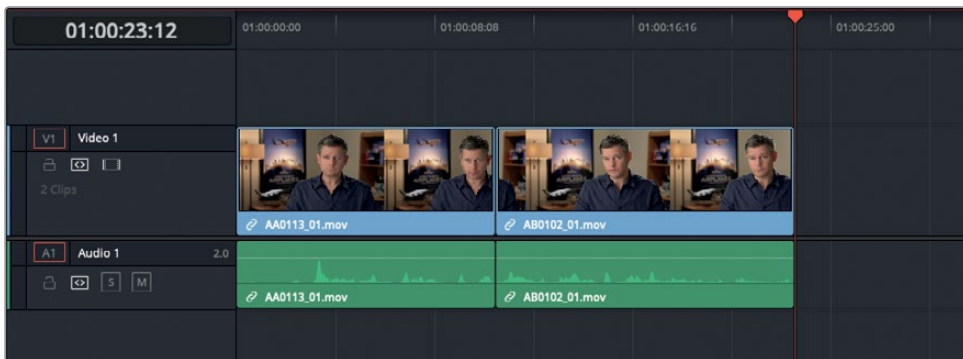 01:00:23:12
01:00:00:00
01:00:08:08
01:00:16:16
01:00:25:00
V1 Video 1
2 Clips
AA0113_01.mov
AB0102_01.mov
A1 Audio 1 2.0
S M
AA0113_01.mov
AB0102_01.mov